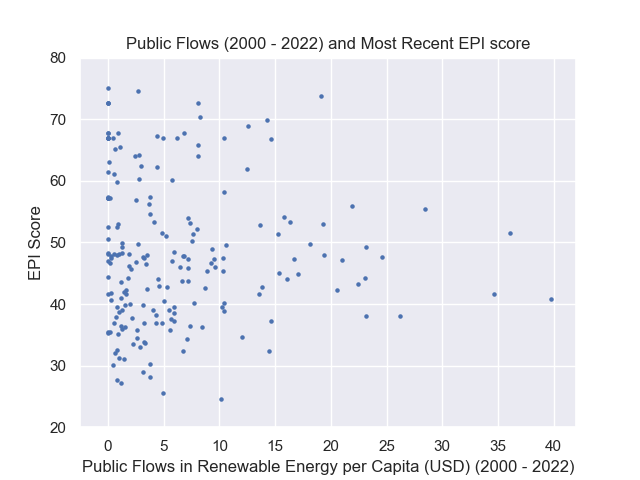 Public Flows (2000 - 2022) and Most Recent EPI score
80
70
60
50
40
30
20
EPI Score
0 5 10 15 20 25 30 35 40
Public Flows in Renewable Energy per Capita (USD) (2000 - 2022)